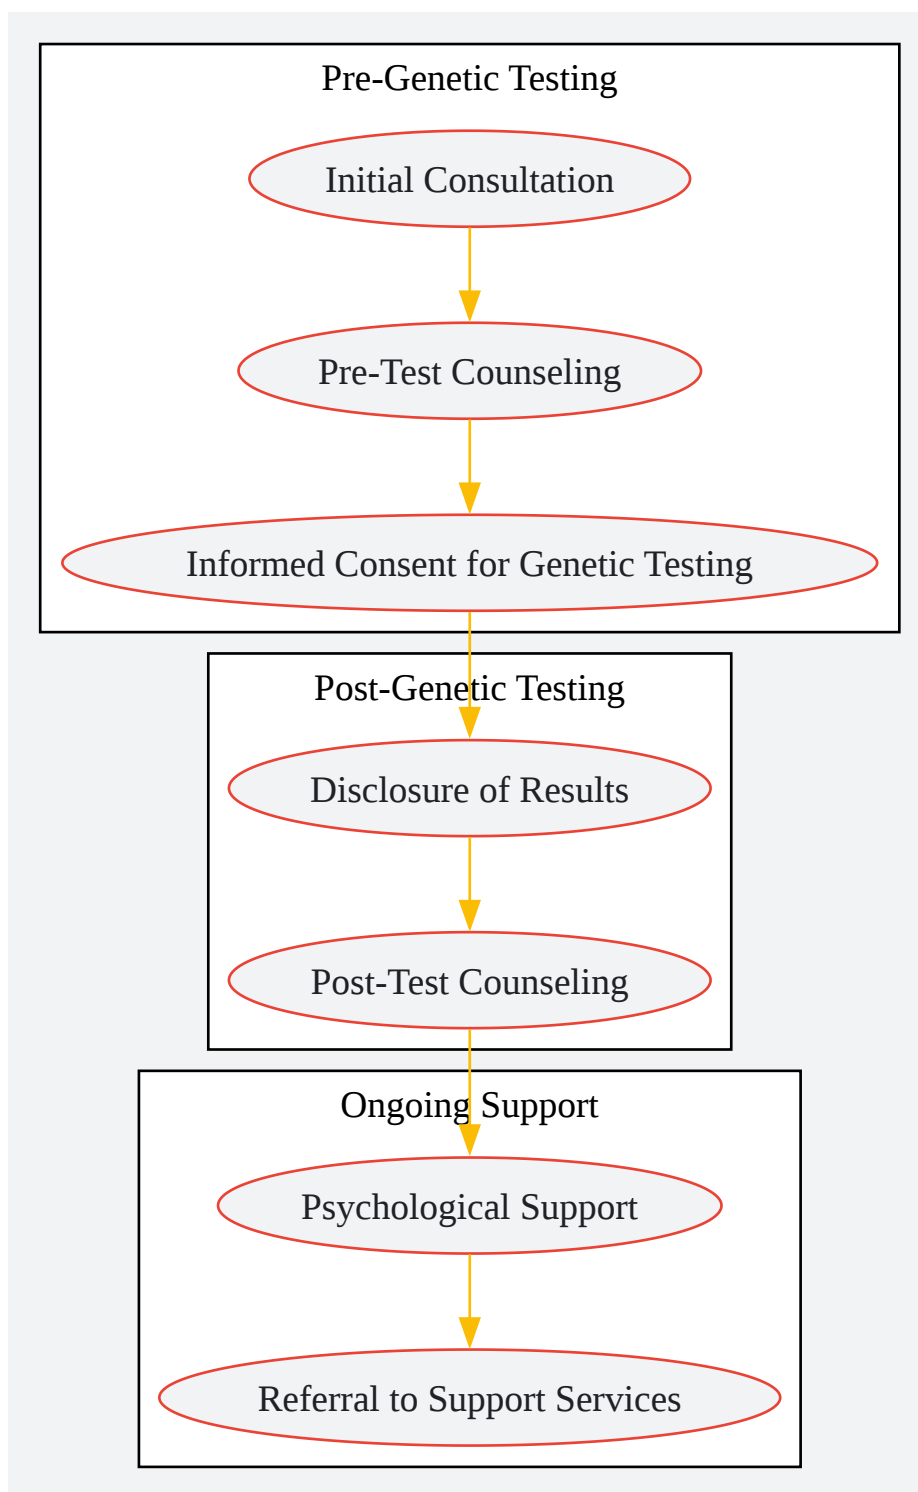 Pre-Genetic Testing
Initial Consultation
Pre-Test Counseling
Informed Consent for Genetic Testing
Post-Genetic Testing
Disclosure of Results
Post-Test Counseling
Ongoing Support
Psychological Support
Referral to Support Services